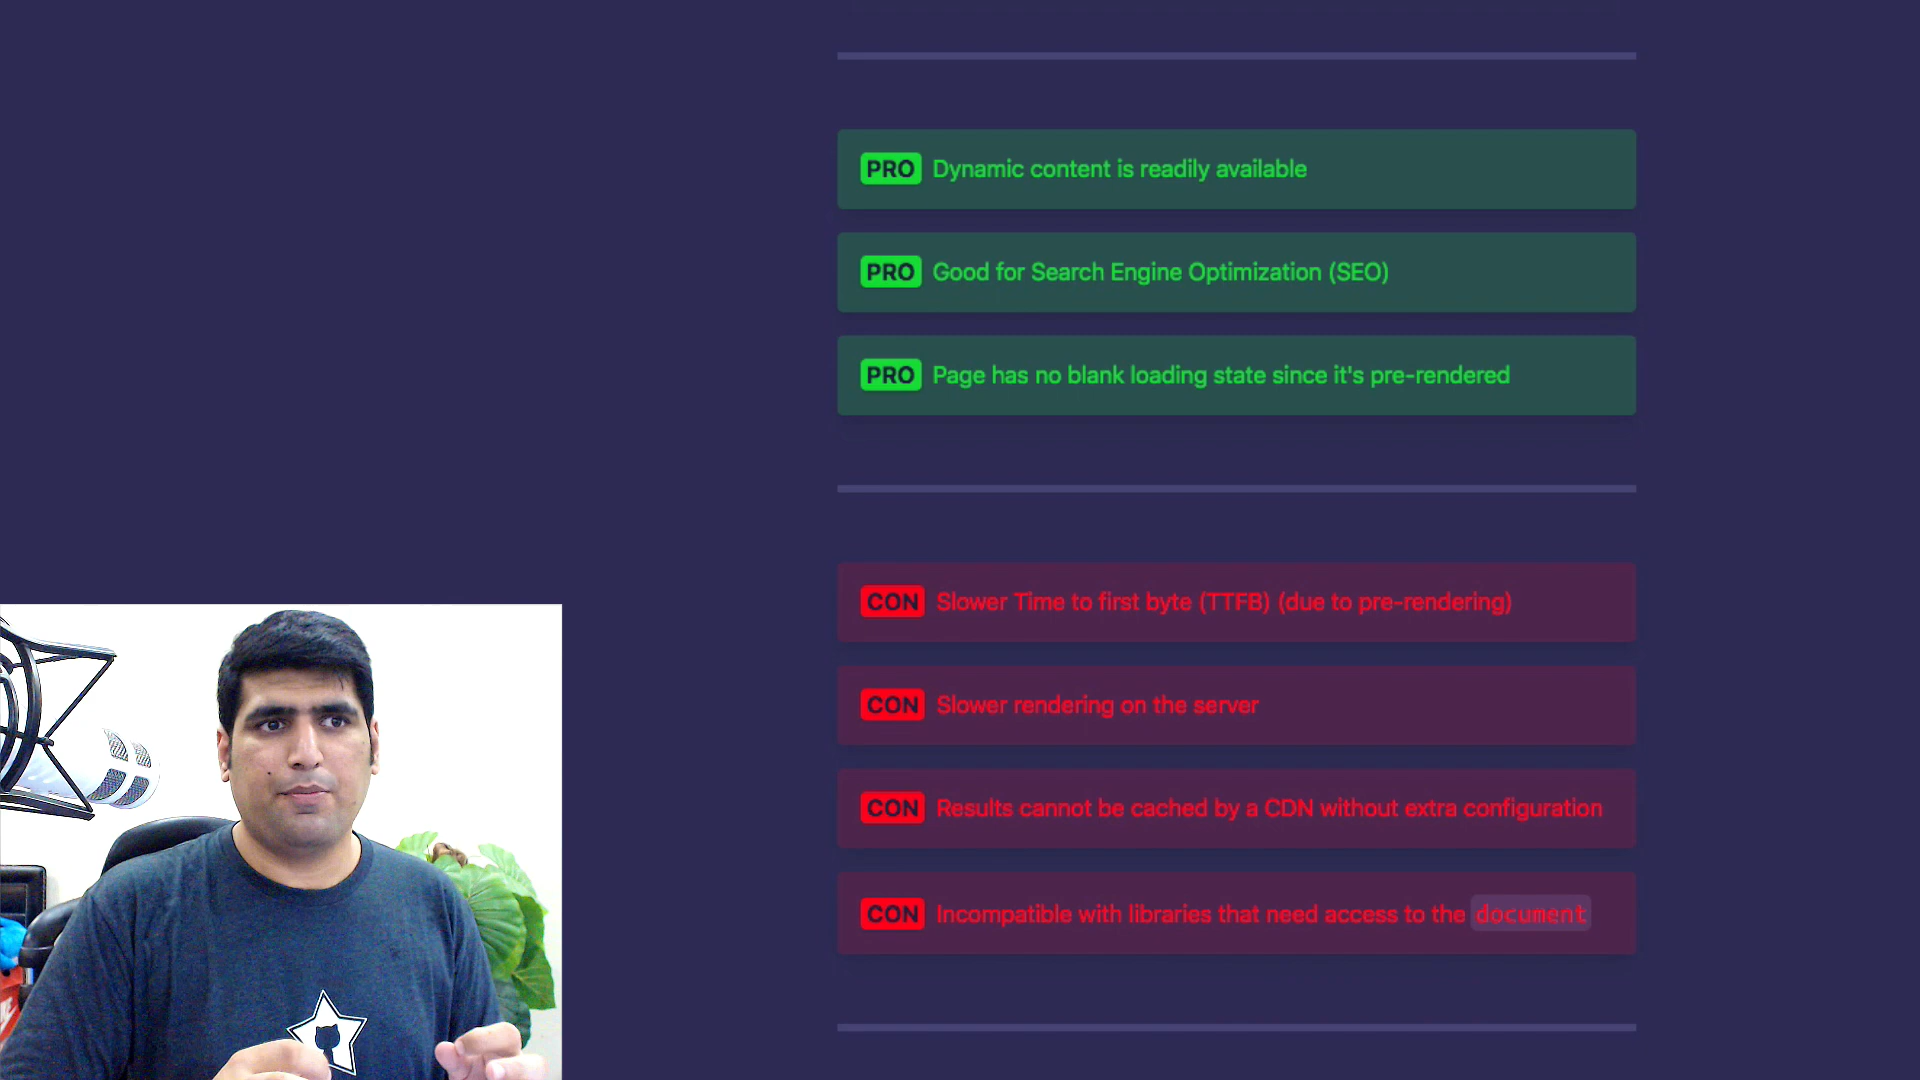 PRO Dynamic content is readily available
PRO Good for Search Engine Optimization (SEO)
PRO Page has no blank loading state since it's pre-rendered
CON Slower Time to first byte (TTFB) (due to pre-rendering)
CON Slower rendering on the server
CON Results cannot be cached by a CDN without extra configuration
CON Incompatible with libraries that need access to the document